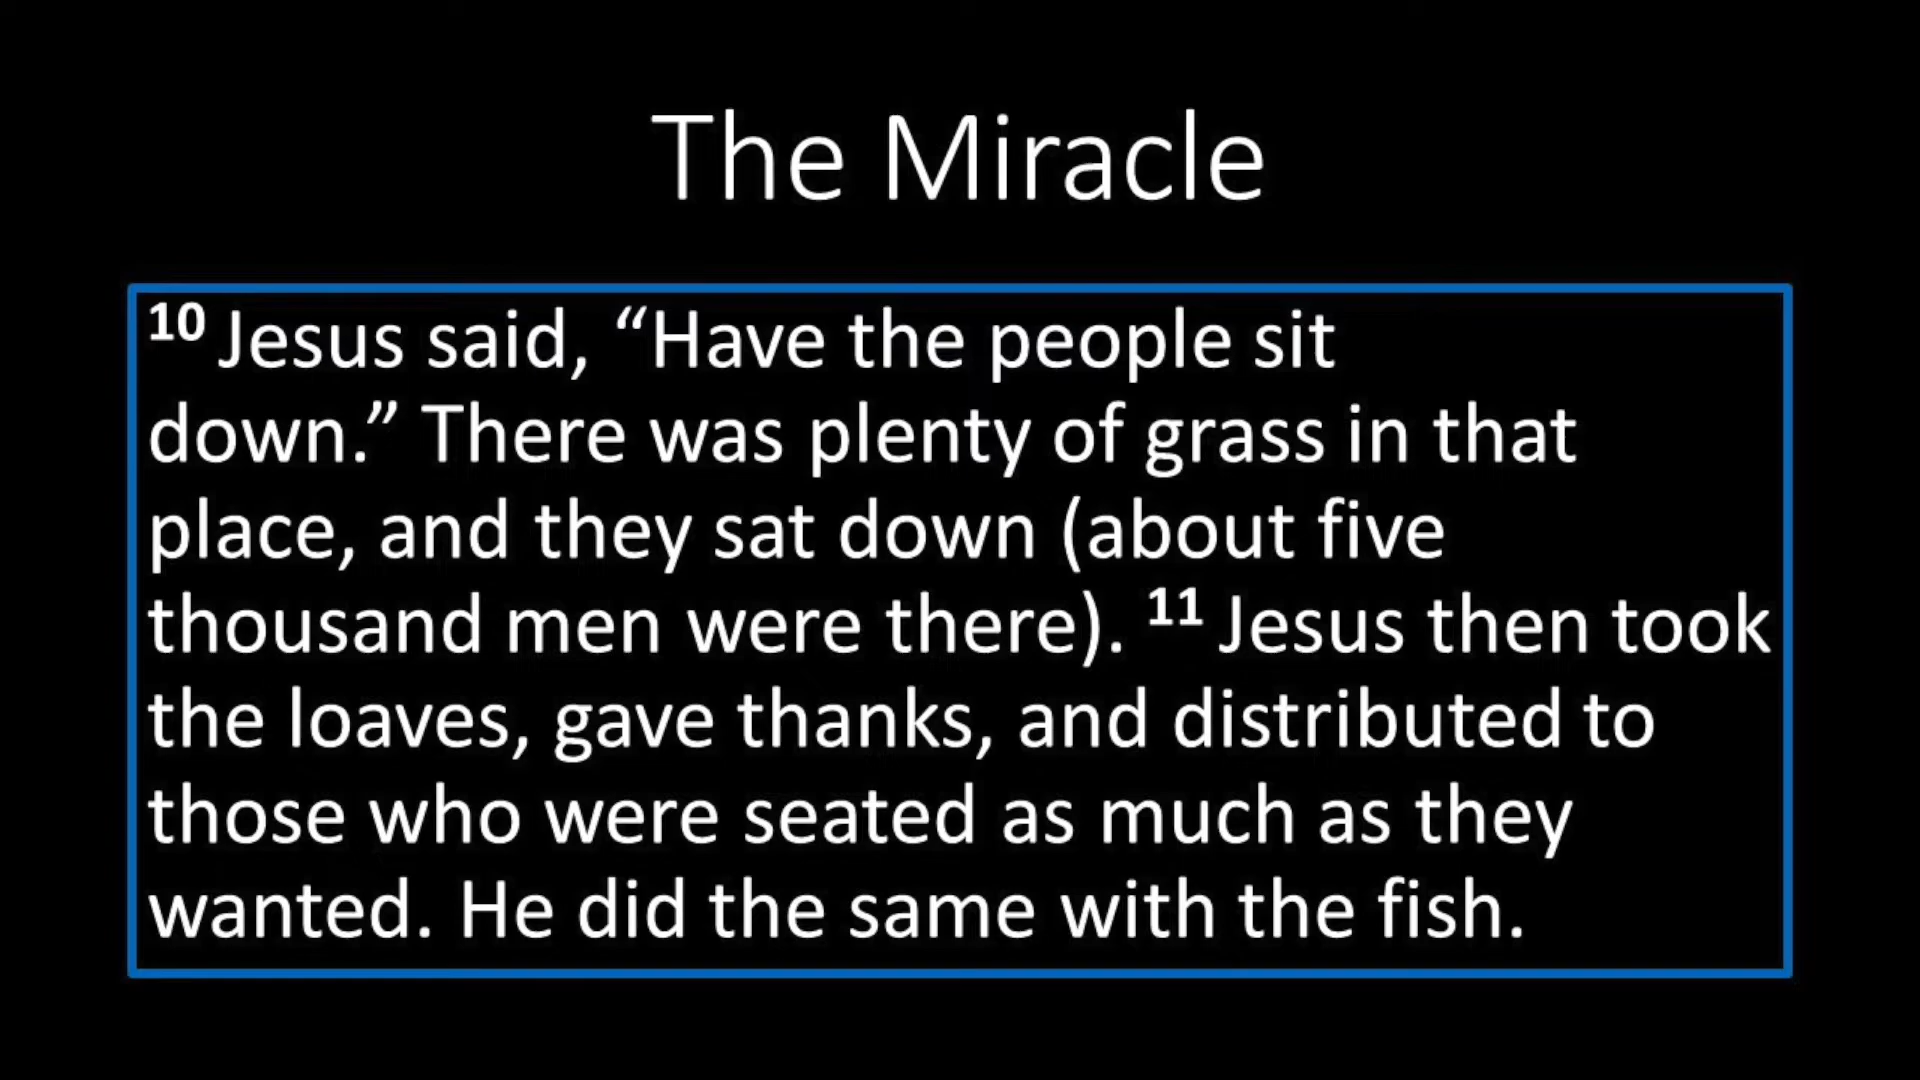 The Miracle
10 Jesus said, “Have the people sit
down.” There was plenty of grass in that
place, and they sat down (about five
thousand men were there). 11 Jesus then took
the loaves, gave thanks, and distributed to
those who were seated as much as they
wanted. He did the same with the fish.